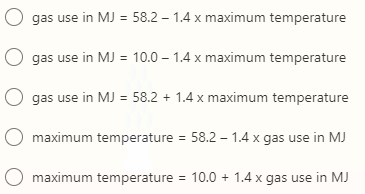 gas use in MJ = 58.2 – 1.4 x maximum temperature
gas use in MJ = 10.0 – 1.4 x maximum temperature
gas use in MJ = 58.2 + 1.4 x maximum temperature
maximum temperature = 58.2 – 1.4 x gas use in MJ
maximum temperature = 10.0 + 1.4 x gas use in MJ